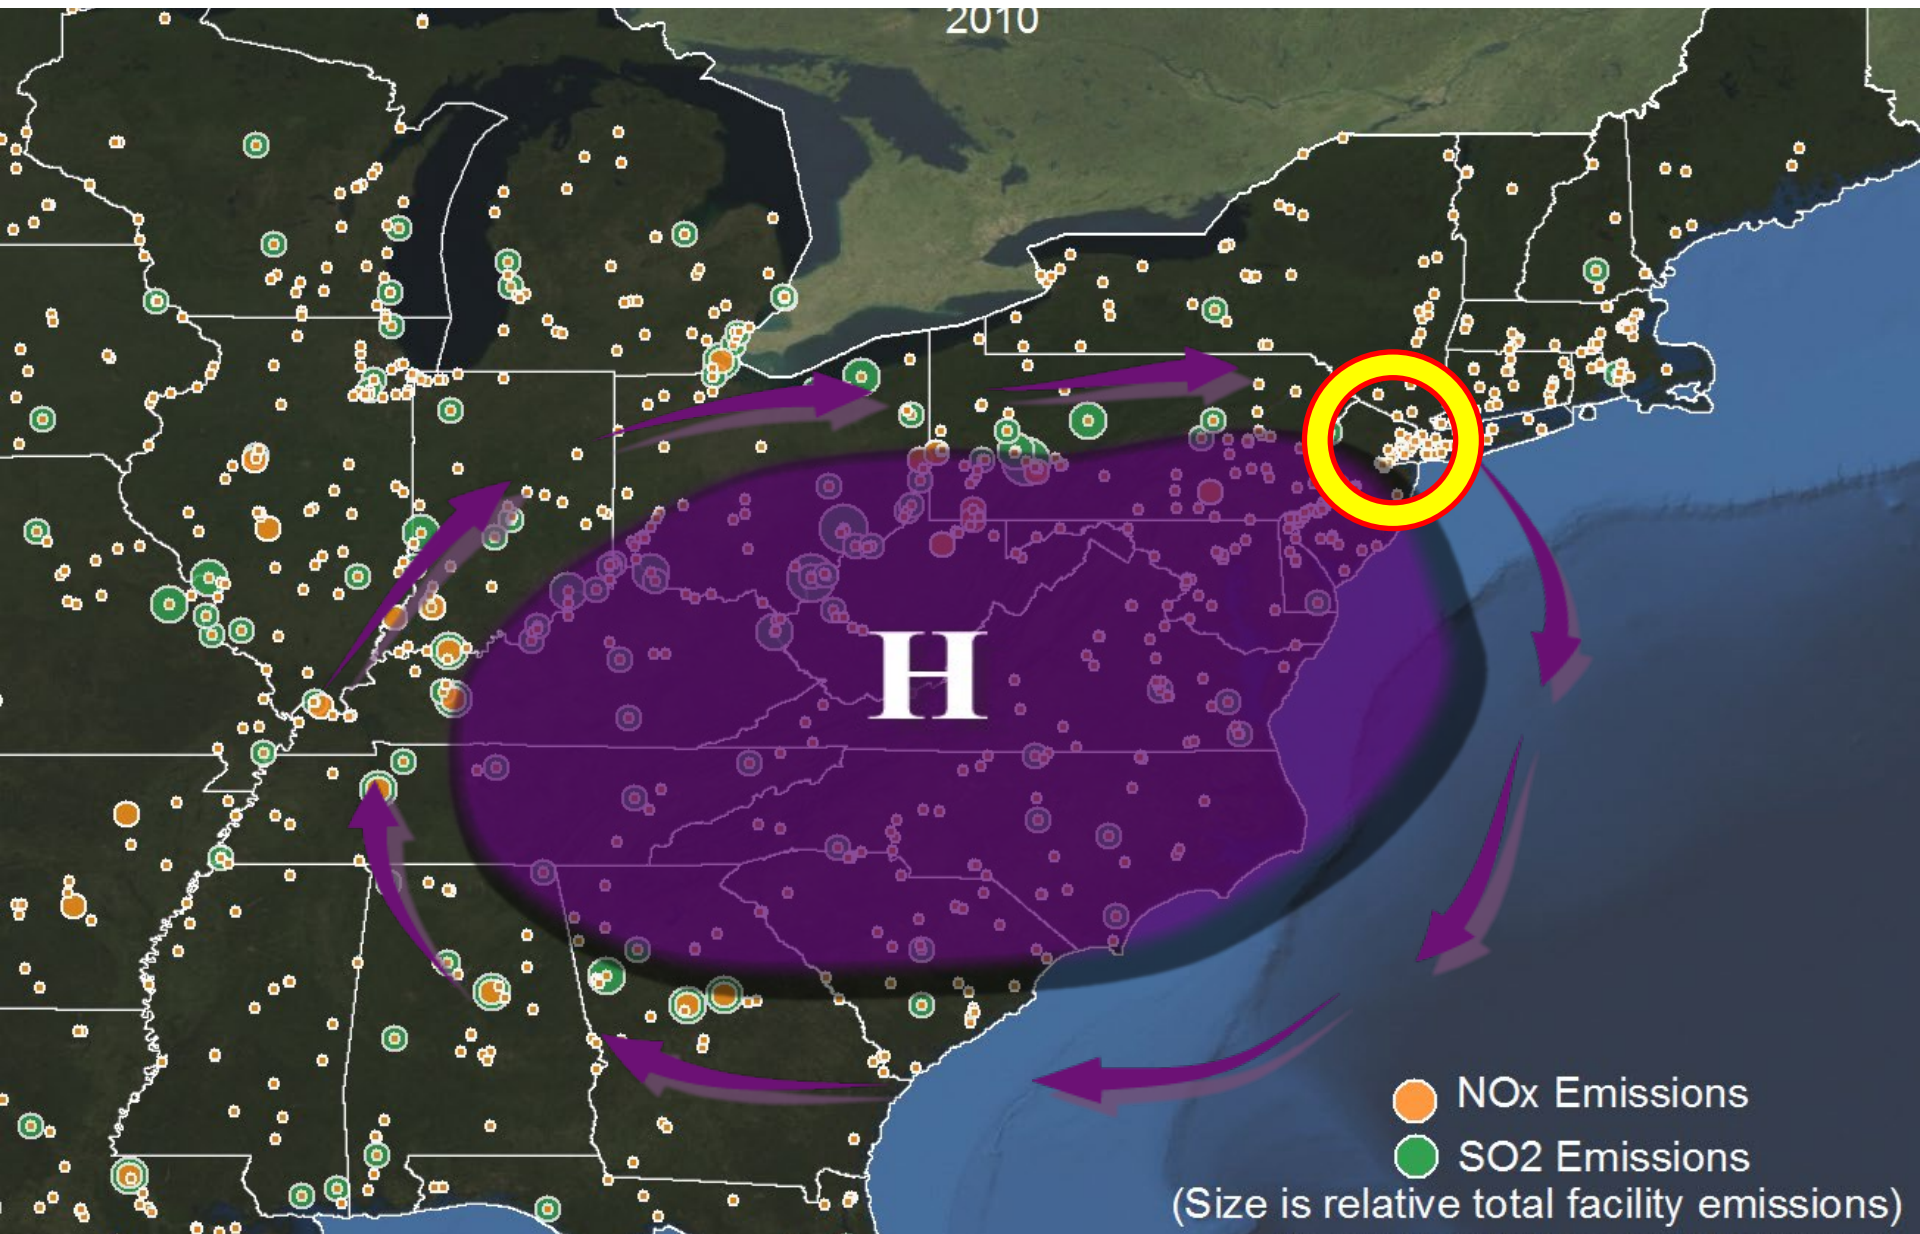 2010
H
NOx Emissions
SO2 Emissions
(Size is relative total facility emissions)